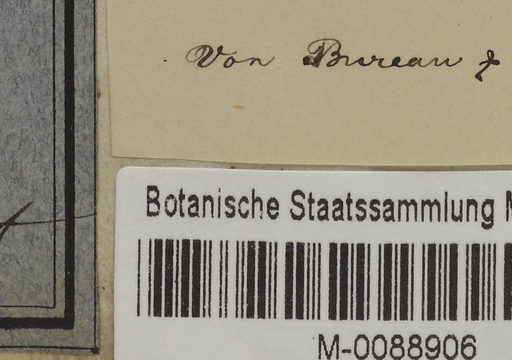 Von Bureau
Botanische Staatssammlung
M-0088906